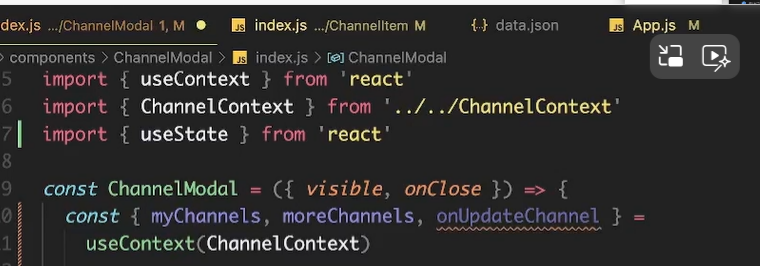 dex.js .../ChannelModal 1, M
index.js .../ChannelItem M
{..} data.json
App.js M
components > ChannelModal > index.js > ChannelModal
5 import { useContext } from 'react'
6 import { ChannelContext } from '../../ChannelContext'
7 import { useState } from 'react'
8
9 const ChannelModal = ({ visible, onClose }) => {
0 const { myChannels, moreChannels, onUpdateChannel } =
1 useContext(ChannelContext)